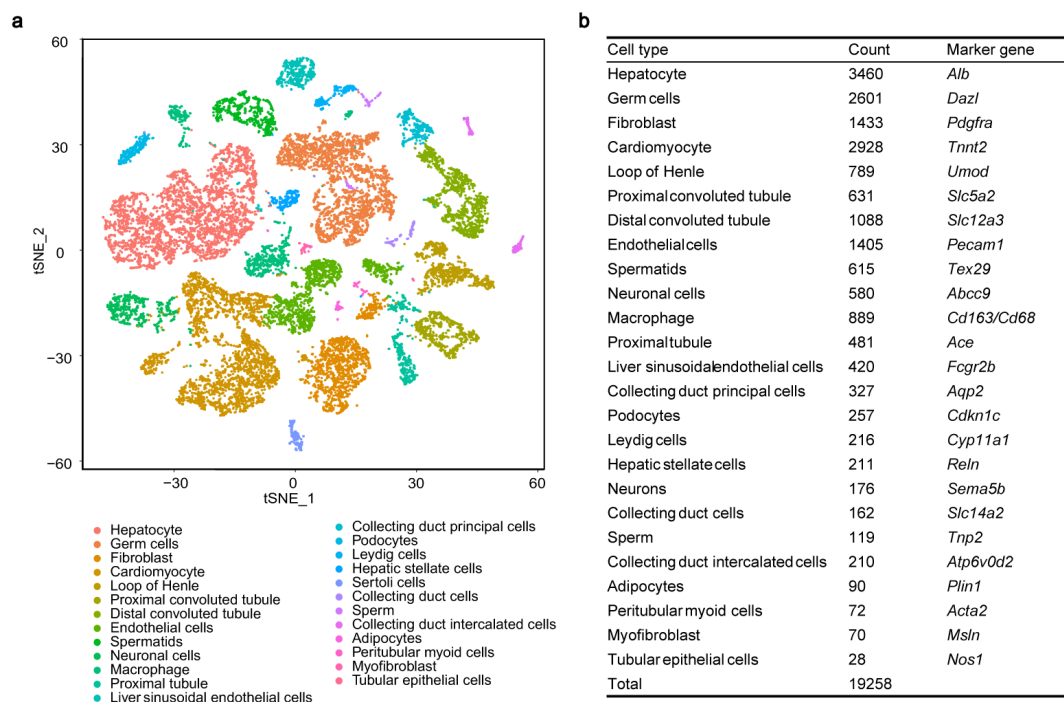 a
60
30
0
−30
−60
tSNE_2
−30 0 30 60
tSNE_1
Hepatocyte
Germ cells
Fibroblast
Cardiomyocyte
Loop of Henle
Proximal convoluted tubule
Distal convoluted tubule
Endothelial cells
Spermatids
Neuronal cells
Macrophage
Proximal tubule
Liver sinusoidal endothelial cells
Collecting duct principal cells
Podocytes
Leydig cells
Hepatic stellate cells
Sertoli cells
Collecting duct cells
Sperm
Collecting duct intercalated cells
Adipocytes
Peritubular myoid cells
Myofibroblast
Tubular epithelial cells
b
Cell type Count Marker gene
Hepatocyte 3460 Alb
Germ cells 2601 Dazl
Fibroblast 1433 Pdgfra
Cardiomyocyte 2928 Tnnt2
Loop of Henle 789 Umod
Proximal convoluted tubule 631 Slc5a2
Distal convoluted tubule 1088 Slc12a3
Endothelial cells 1405 Pecam1
Spermatids 615 Tex29
Neuronal cells 580 Abcc9
Macrophage 889 Cd163/Cd68
Proximal tubule 481 Ace
Liver sinusoidal endothelial cells 420 Fcgr2b
Collecting duct principal cells 327 Aqp2
Podocytes 257 Cdkn1c
Leydig cells 216 Cyp11a1
Hepatic stellate cells 211 Reln
Neurons 176 Sema5b
Collecting duct cells 162 Slc14a2
Sperm 119 Tnp2
Collecting duct intercalated cells 210 Atp6v0d2
Adipocytes 90 Plin1
Peritubular myoid cells 72 Acta2
Myofibroblast 70 Msln
Tubular epithelial cells 28 Nos1
Total 19258